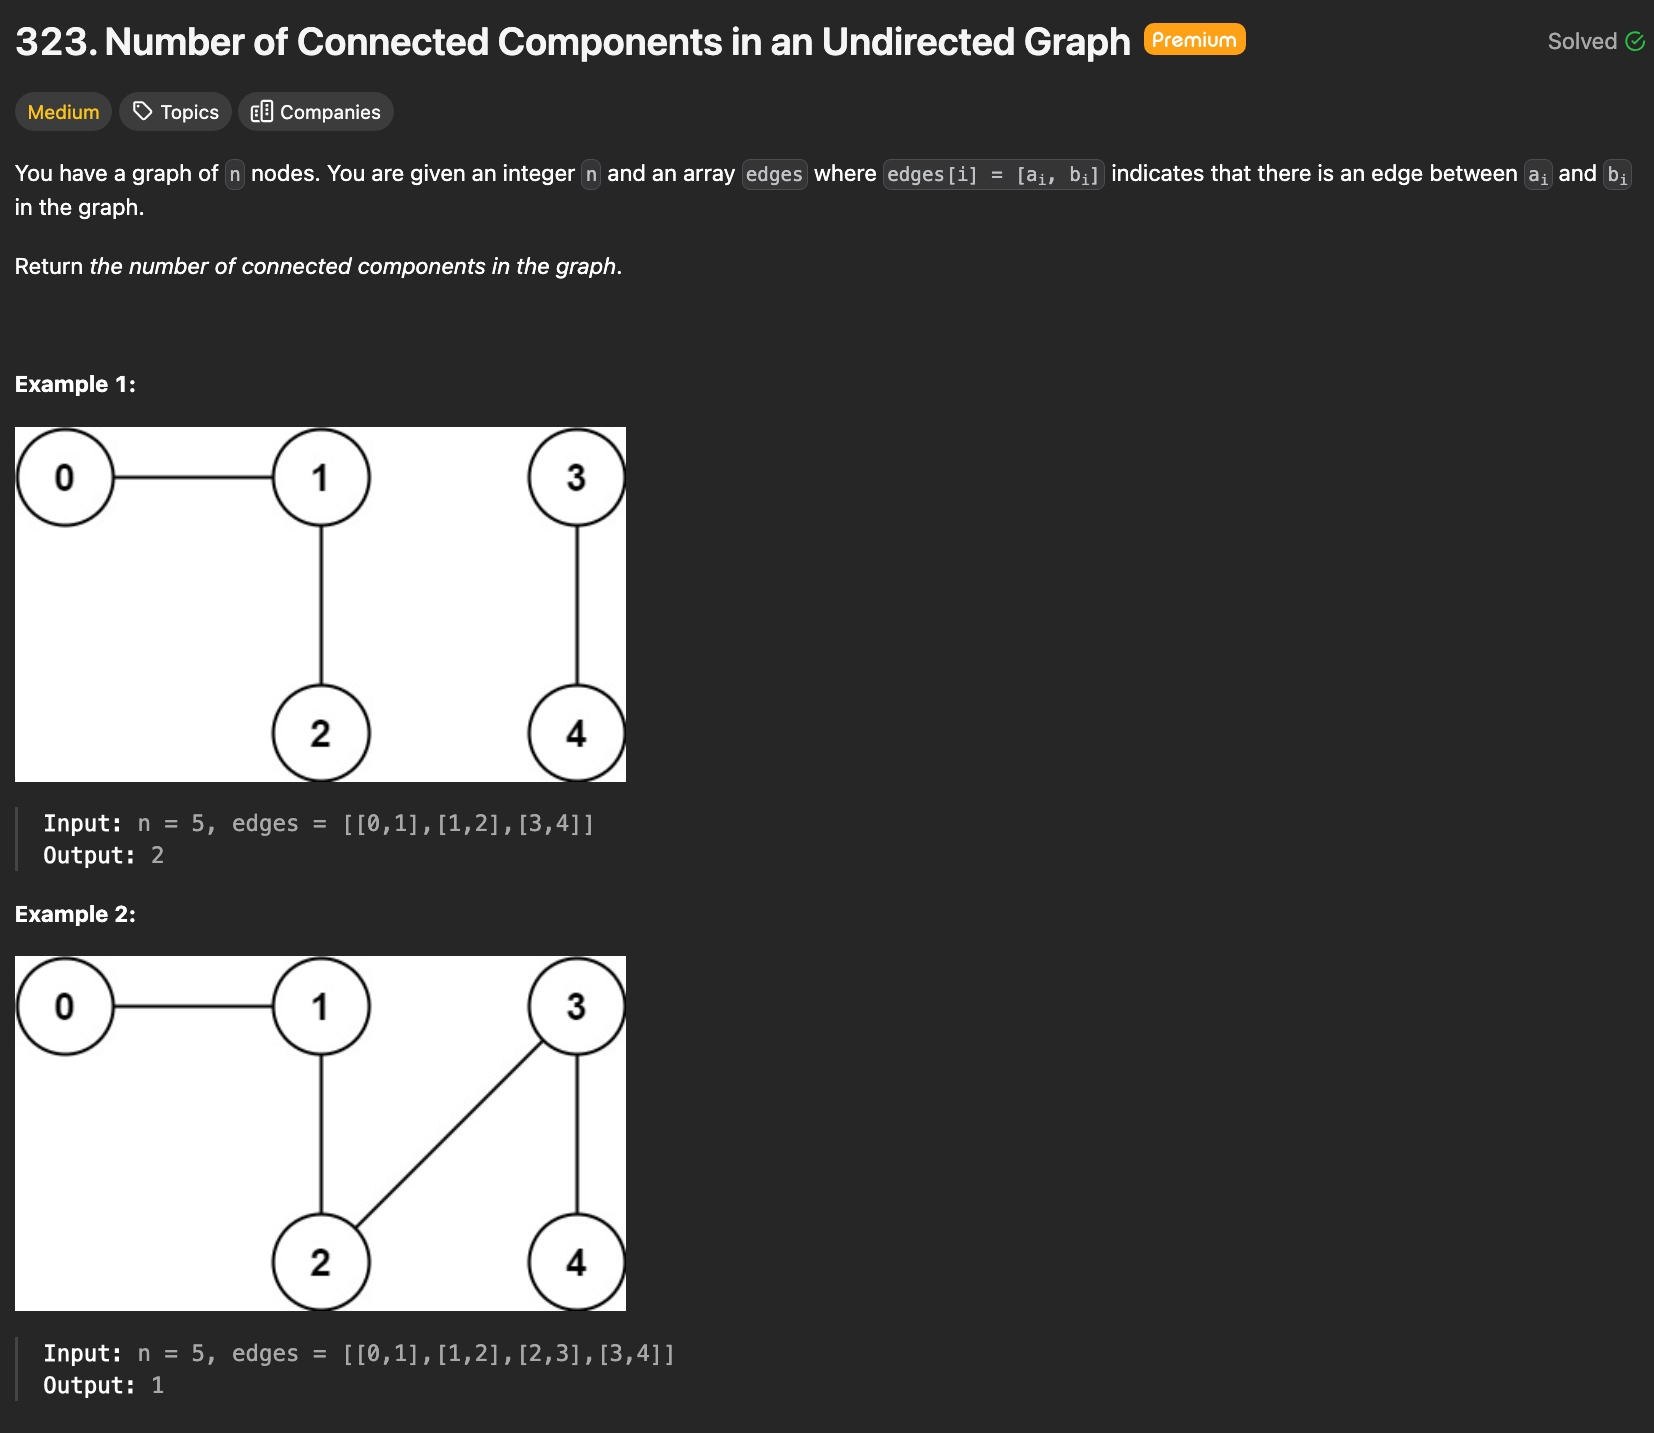 323. Number of Connected Components in an Undirected Graph Premium Solved
Medium Topics Companies
You have a graph of n nodes. You are given an integer n and an array edges where edges[i] = [aᵢ, bᵢ] indicates that there is an edge between aᵢ and bᵢ
in the graph.
Return the number of connected components in the graph.
Example 1:
0 1 3
2 4
Input: n = 5, edges = [[0,1],[1,2],[3,4]]
Output: 2
Example 2:
0 1 3
2 4
Input: n = 5, edges = [[0,1],[1,2],[2,3],[3,4]]
Output: 1